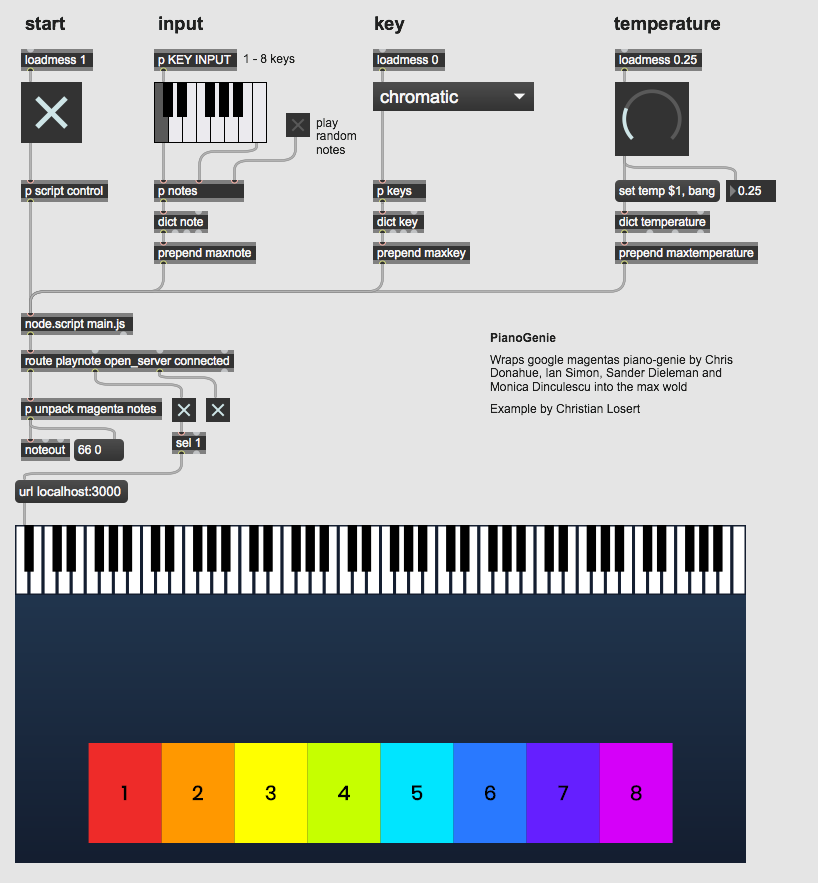 start
input
key
temperature
loadmess 1
p KEY INPUT
1 - 8 keys
loadmess 0
loadmess 0.25
chromatic
play
random
notes
p script control
p notes
p keys
set temp $1, bang
0.25
dict note
dict key
dict temperature
prepend maxnote
prepend maxkey
prepend maxtemperature
node.script main.js
route playnote open_server connected
PianoGenie
Wraps google magentas piano-genie by Chris
Donahue, Ian Simon, Sander Dieleman and
Monica Dinculescu into the max wold
Example by Christian Losert
p unpack magenta notes
sel 1
noteout
66 0
url localhost:3000
1
2
3
4
5
6
7
8